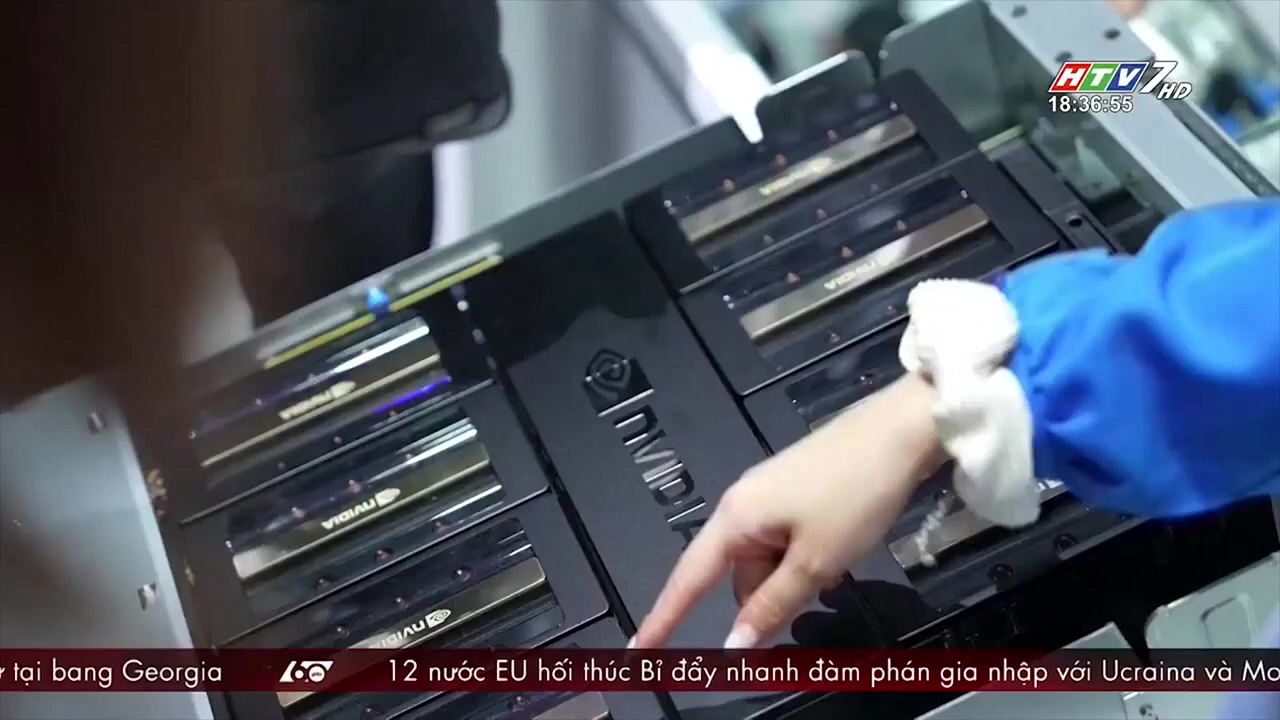 HTV7 HD
18:36:55
NVIDIA
NVIDIA
NVIDIA
NVIDIA
NVIDIA
NVIDIA
tại bang Georgia
60 12 nước EU hối thúc Bỉ đẩy nhanh đàm phán gia nhập với Ucraina và Mo